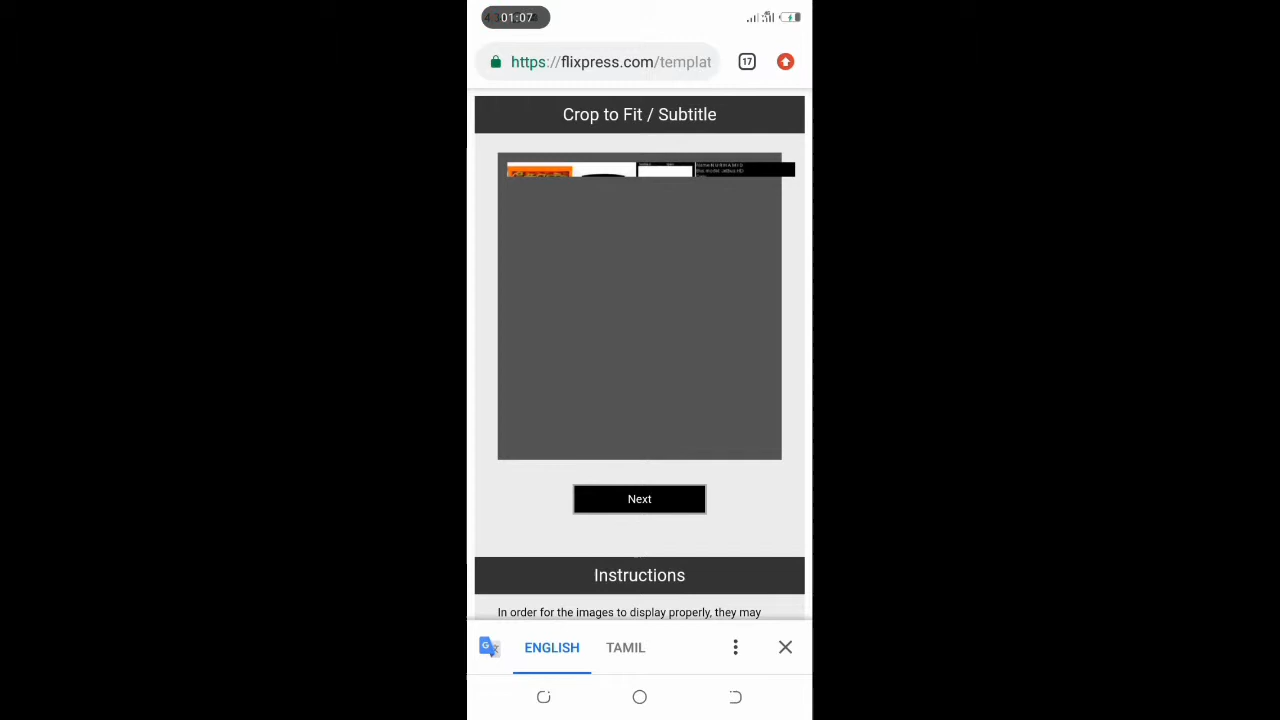 01:07
https://flixpress.com/templat
17
Crop to Fit / Subtitle
Next
Instructions
In order for the images to display properly, they may
ENGLISH
TAMIL